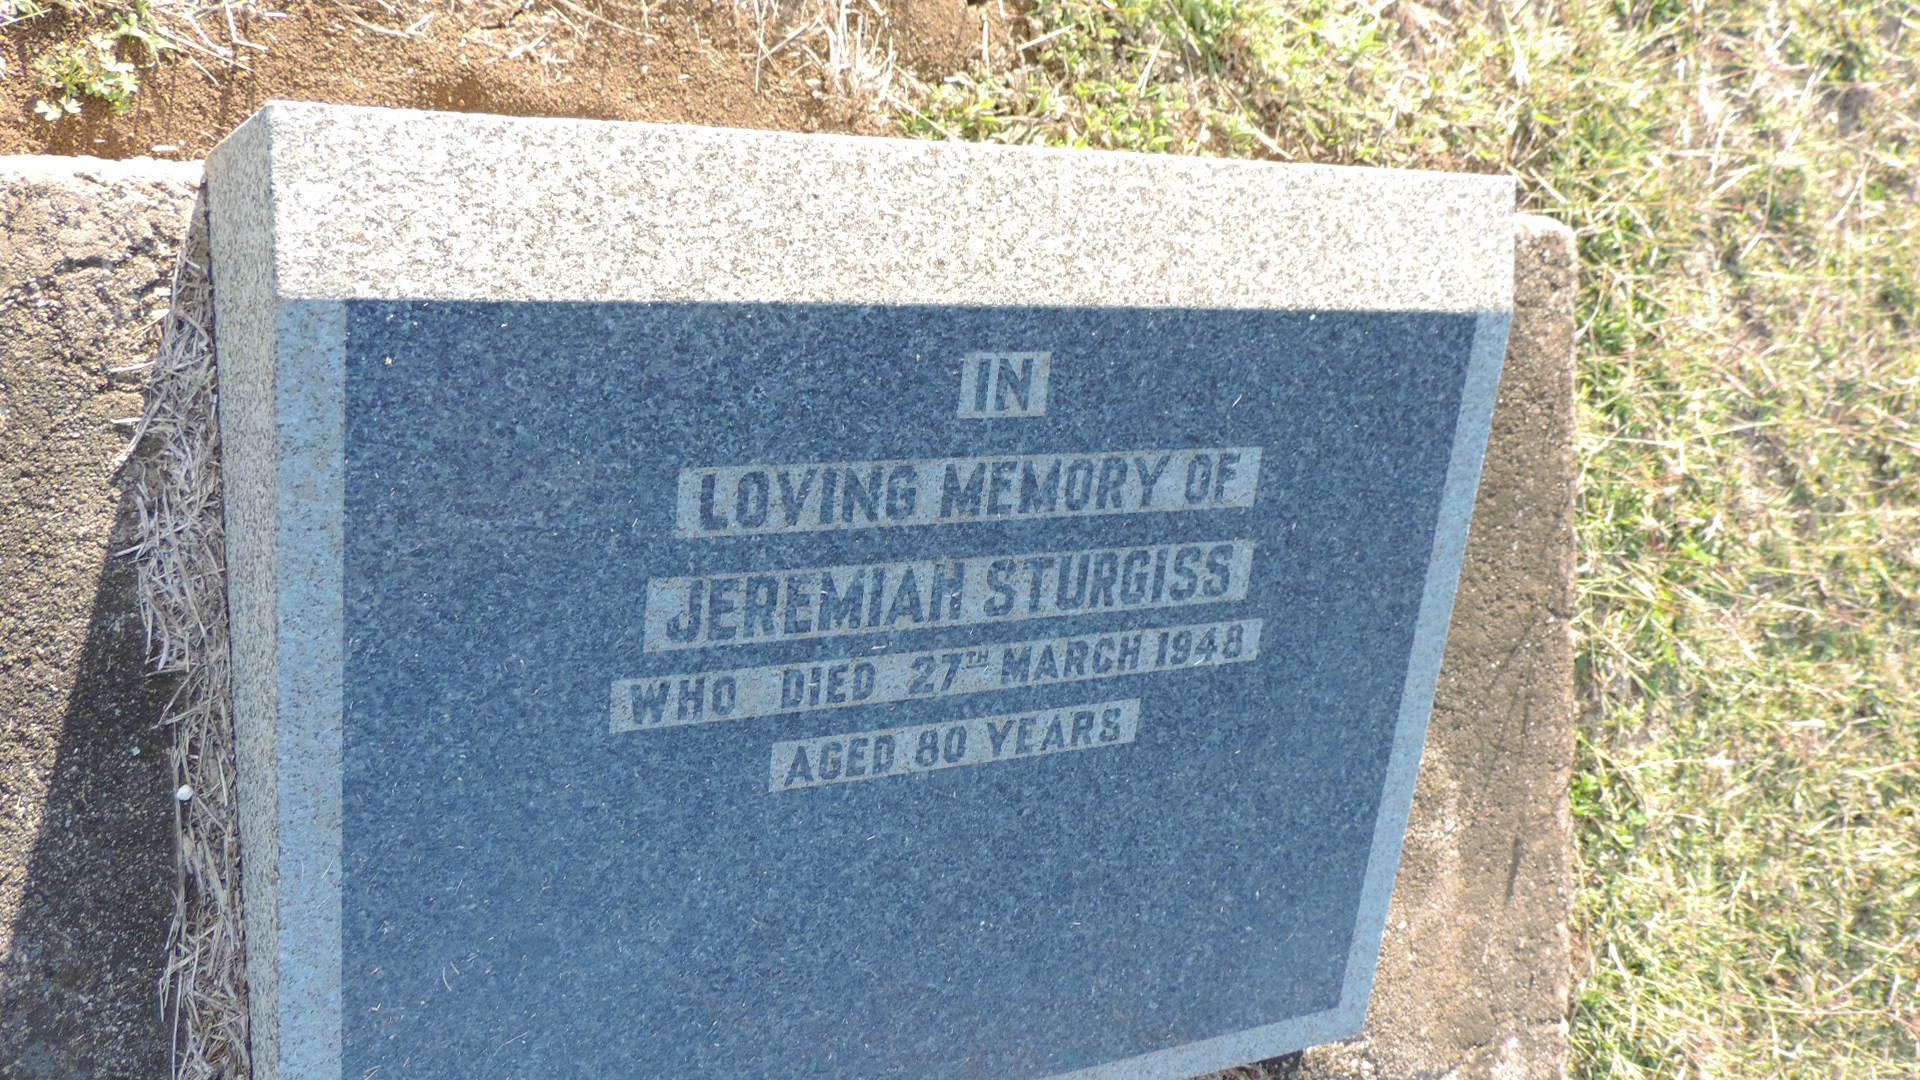 IN
LOVING MEMORY OF
JEREMIAH STURGISS
WHO DIED 27TH MARCH 1948
AGED 80 YEARS